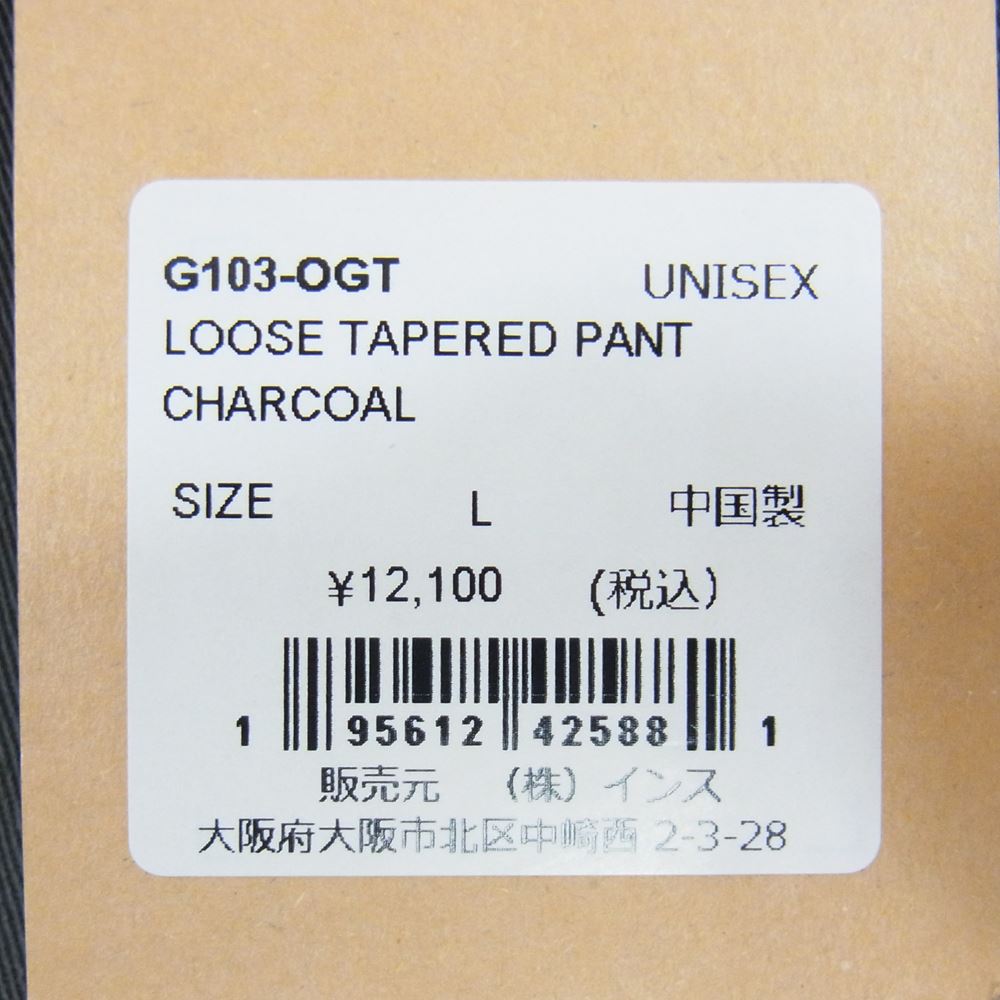 G103-OGT UNISEX
LOOSE TAPERED PANT
CHARCOAL
SIZE L 中国製
¥12,100 (税込)
1 95612 42588 1
販売元 (株) インス
大阪府大阪市北区中崎西 2-3-28